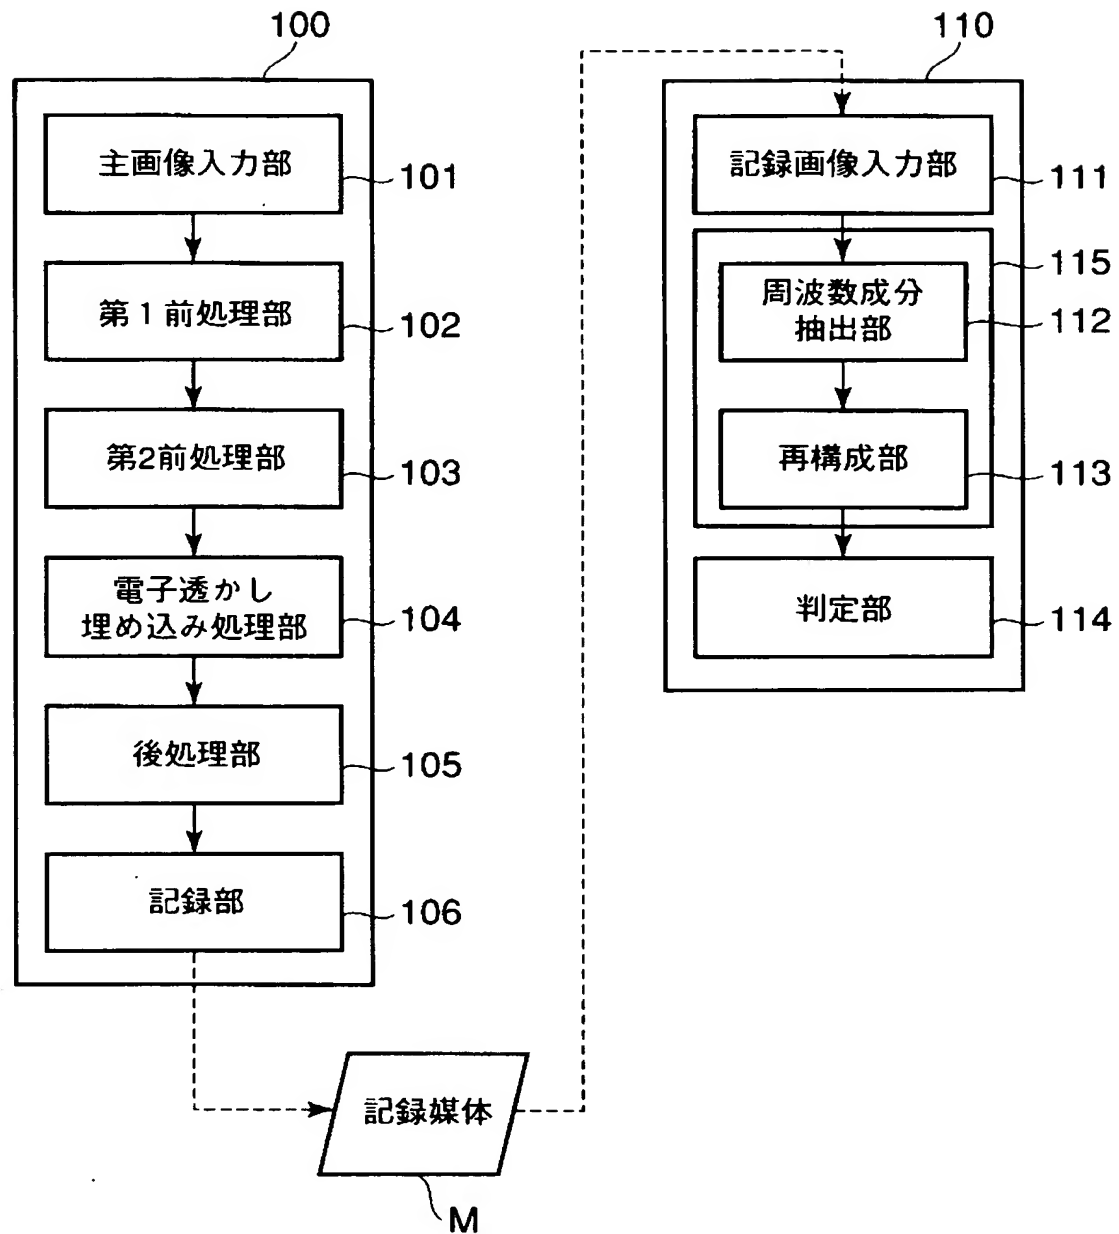 100
主画像入力部
101
第1前処理部
102
第2前処理部
103
電子透かし
埋め込み処理部
104
後処理部
105
記録部
106
記録媒体
M
110
記録画像入力部
111
115
周波数成分
抽出部
112
再構成部
113
判定部
114